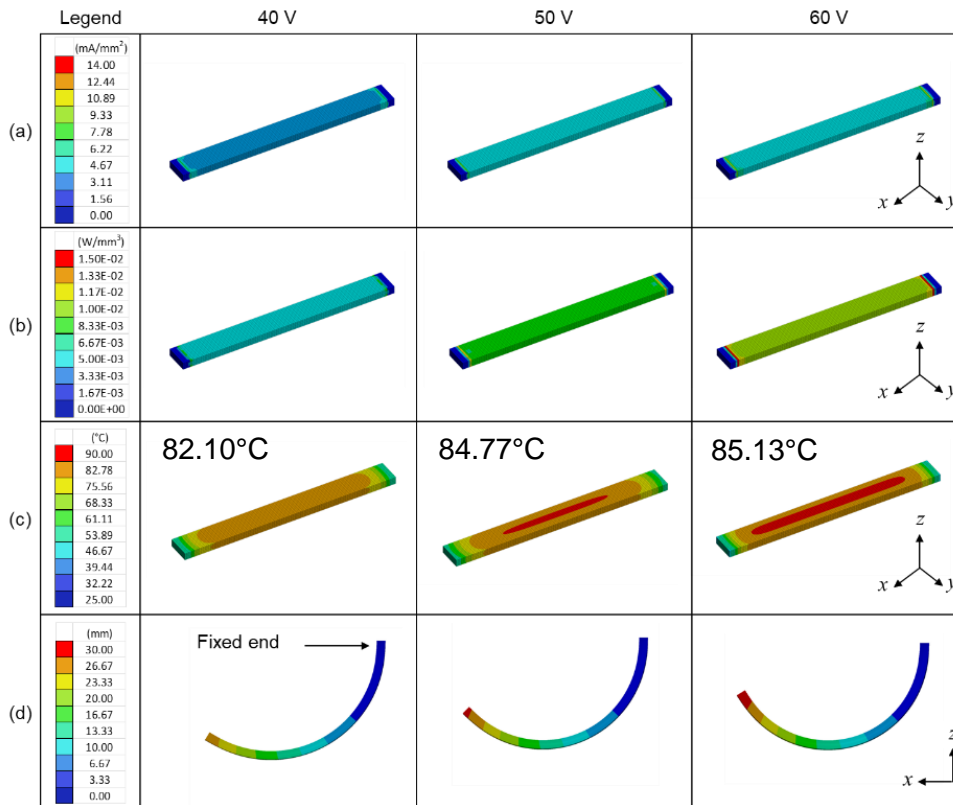 Legend 40 V 50 V 60 V
(a)
(mA/mm²)
14.00
12.44
10.89
9.33
7.78
6.22
4.67
3.11
1.56
0.00
z
x y
(b)
(W/mm³)
1.50E-02
1.33E-02
1.17E-02
1.00E-02
8.33E-03
6.67E-03
5.00E-03
3.33E-03
1.67E-03
0.00E+00
z
x y
(c)
(°C)
90.00
82.78
75.56
68.33
61.11
53.89
46.67
39.44
32.22
25.00
82.10°C 84.77°C 85.13°C
z
x y
(d)
(mm)
30.00
26.67
23.33
20.00
16.67
13.33
10.00
6.67
3.33
0.00
Fixed end
z
x